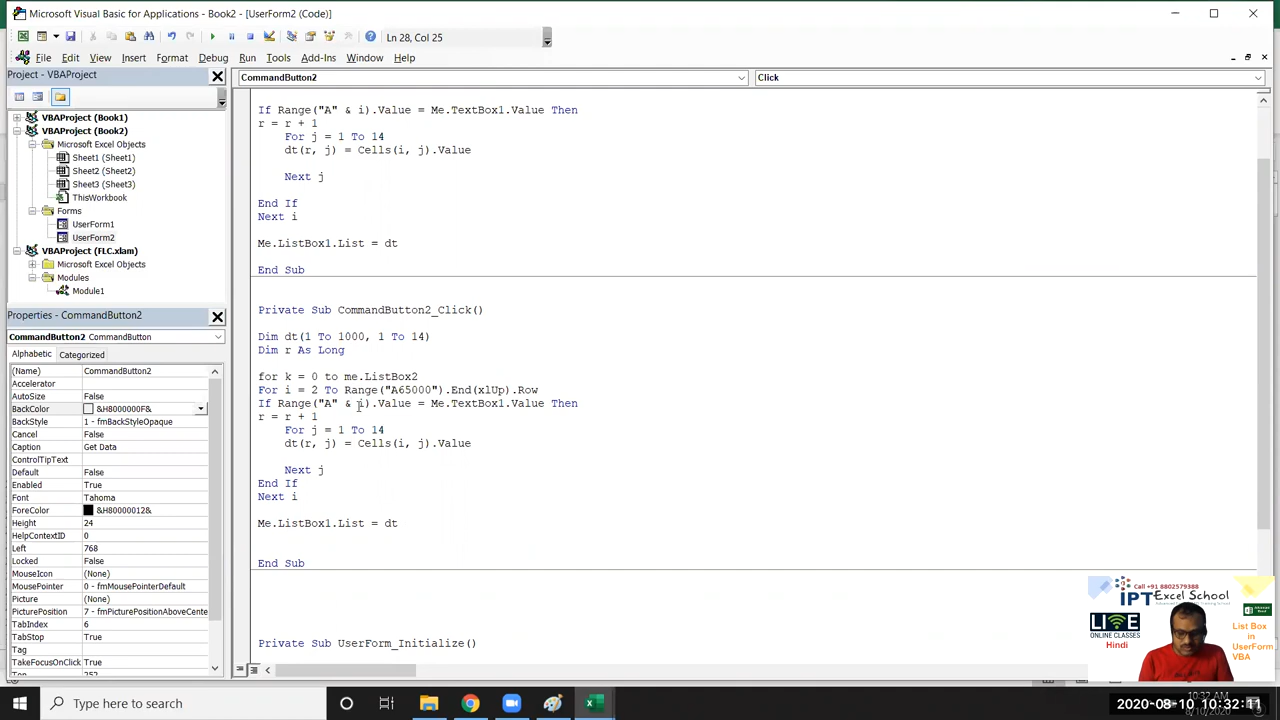 Microsoft Visual Basic for Applications - Book2 - [UserForm2 (Code)]
Ln 28, Col 25
File Edit View Insert Format Debug Run Tools Add-Ins Window Help
Project - VBAProject
CommandButton2
Click
VBAProject (Book1)
VBAProject (Book2)
Microsoft Excel Objects
Sheet1 (Sheet1)
Sheet2 (Sheet2)
Sheet3 (Sheet3)
ThisWorkbook
Forms
UserForm1
UserForm2
VBAProject (FLC.xlam)
Microsoft Excel Objects
Modules
Module1
Properties - CommandButton2
CommandButton2 CommandButton
Alphabetic Categorized
(Name) CommandButton2
Accelerator
AutoSize False
BackColor &H8000000F&
BackStyle 1 - fmBackStyleOpaque
Cancel False
Caption Get Data
ControlTipText
Default False
Enabled True
Font Tahoma
ForeColor &H80000012&
Height 24
HelpContextID 0
Left 768
Locked False
MouseIcon (None)
MousePointer 0 - fmMousePointerDefault
Picture (None)
PicturePosition 7 - fmPicturePositionAboveCente
TabIndex 6
TabStop True
Tag
TakeFocusOnClick True
Top 252
If Range("A" & i).Value = Me.TextBox1.Value Then
r = r + 1
For j = 1 To 14
dt(r, j) = Cells(i, j).Value
Next j
End If
Next i
Me.ListBox1.List = dt
End Sub
Private Sub CommandButton2_Click()
Dim dt(1 To 1000, 1 To 14)
Dim r As Long
for k = 0 to me.ListBox2
For i = 2 To Range("A65000").End(xlUp).Row
If Range("A" & i).Value = Me.TextBox1.Value Then
r = r + 1
For j = 1 To 14
dt(r, j) = Cells(i, j).Value
Next j
End If
Next i
Me.ListBox1.List = dt
End Sub
Private Sub UserForm_Initialize()
Call +91 8802579388
IPT Excel School
LIVE
ONLINE CLASSES
Hindi
List Box
in
UserForm
VBA
Type here to search
10:32 AM
8/10/2020
2020-08-10 10:32:11